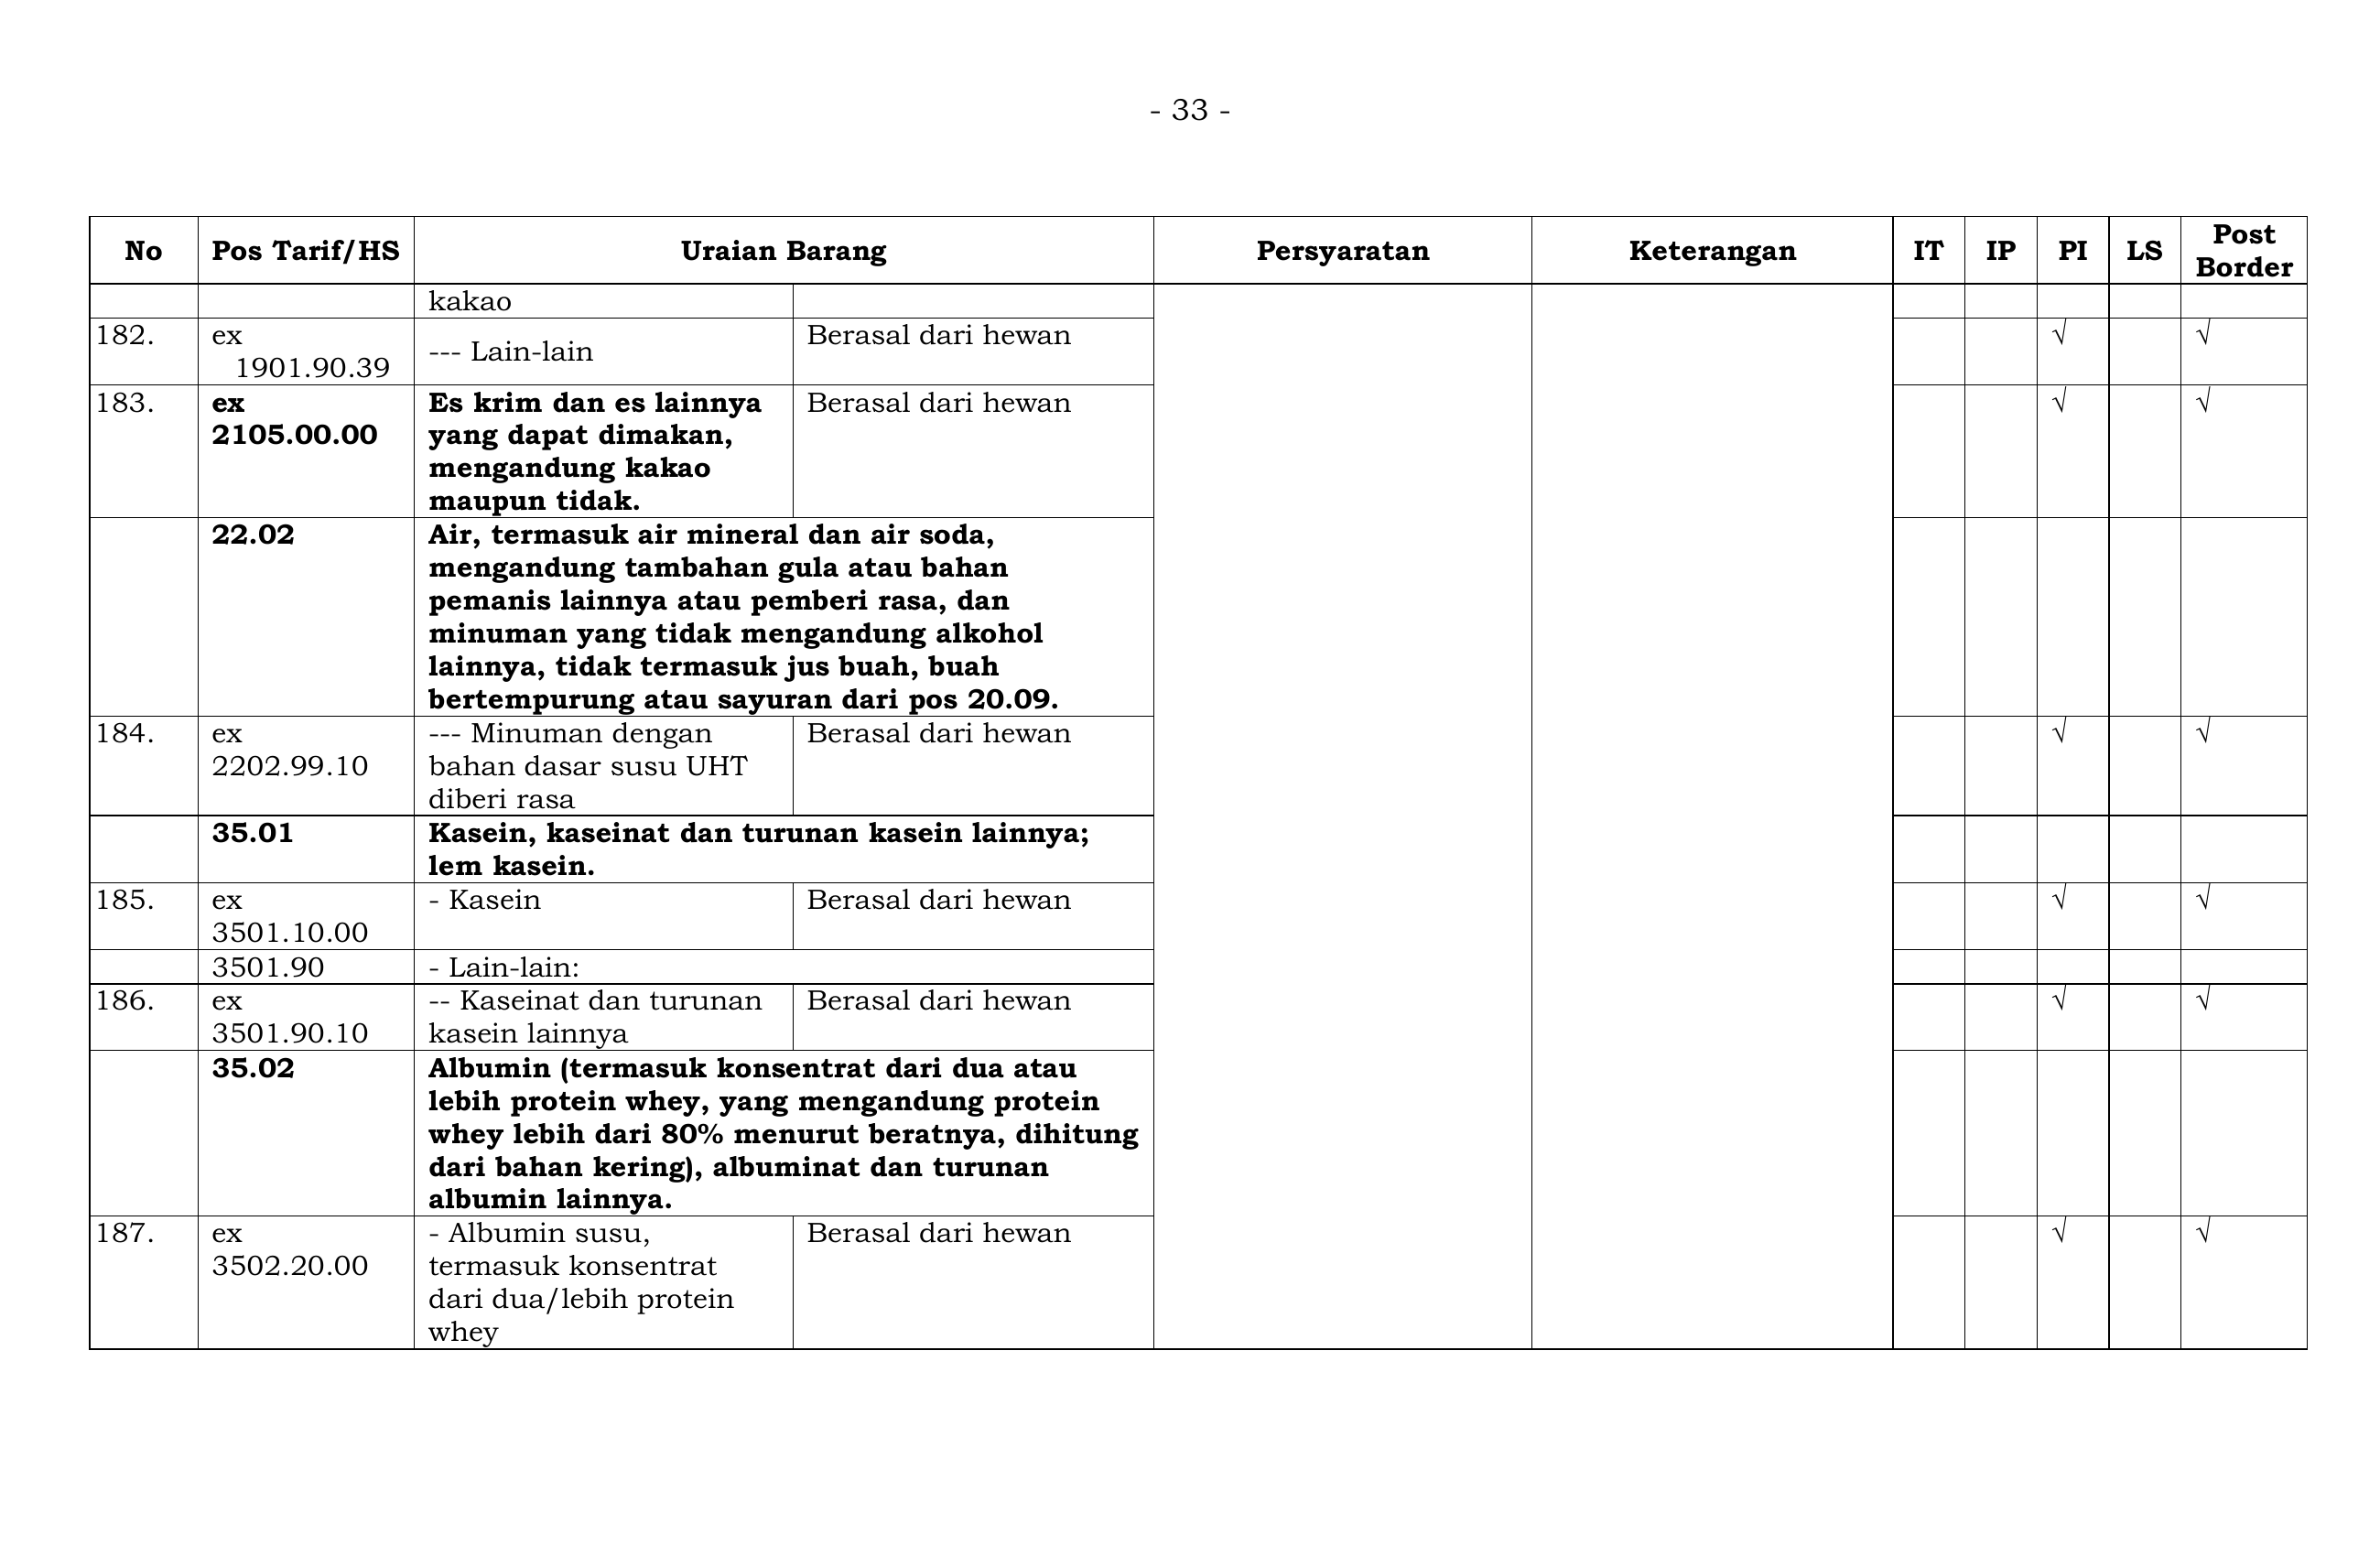 - 33 -
No Pos Tarif/HS Uraian Barang Persyaratan Keterangan IT IP PI LS Post Border
kakao
182. ex 1901.90.39 --- Lain-lain Berasal dari hewan √ √
183. ex Es krim dan es lainnya Berasal dari hewan √ √
2105.00.00 yang dapat dimakan,
mengandung kakao
maupun tidak.
22.02 Air, termasuk air mineral dan air soda,
mengandung tambahan gula atau bahan
pemanis lainnya atau pemberi rasa, dan
minuman yang tidak mengandung alkohol
lainnya, tidak termasuk jus buah, buah
bertempurung atau sayuran dari pos 20.09.
184. ex --- Minuman dengan Berasal dari hewan √ √
2202.99.10 bahan dasar susu UHT
diberi rasa
35.01 Kasein, kaseinat dan turunan kasein lainnya;
lem kasein.
185. ex - Kasein Berasal dari hewan √ √
3501.10.00
3501.90 - Lain-lain:
186. ex -- Kaseinat dan turunan Berasal dari hewan √ √
3501.90.10 kasein lainnya
35.02 Albumin (termasuk konsentrat dari dua atau
lebih protein whey, yang mengandung protein
whey lebih dari 80% menurut beratnya, dihitung
dari bahan kering), albuminat dan turunan
albumin lainnya.
187. ex - Albumin susu, Berasal dari hewan √ √
3502.20.00 termasuk konsentrat
dari dua/lebih protein
whey